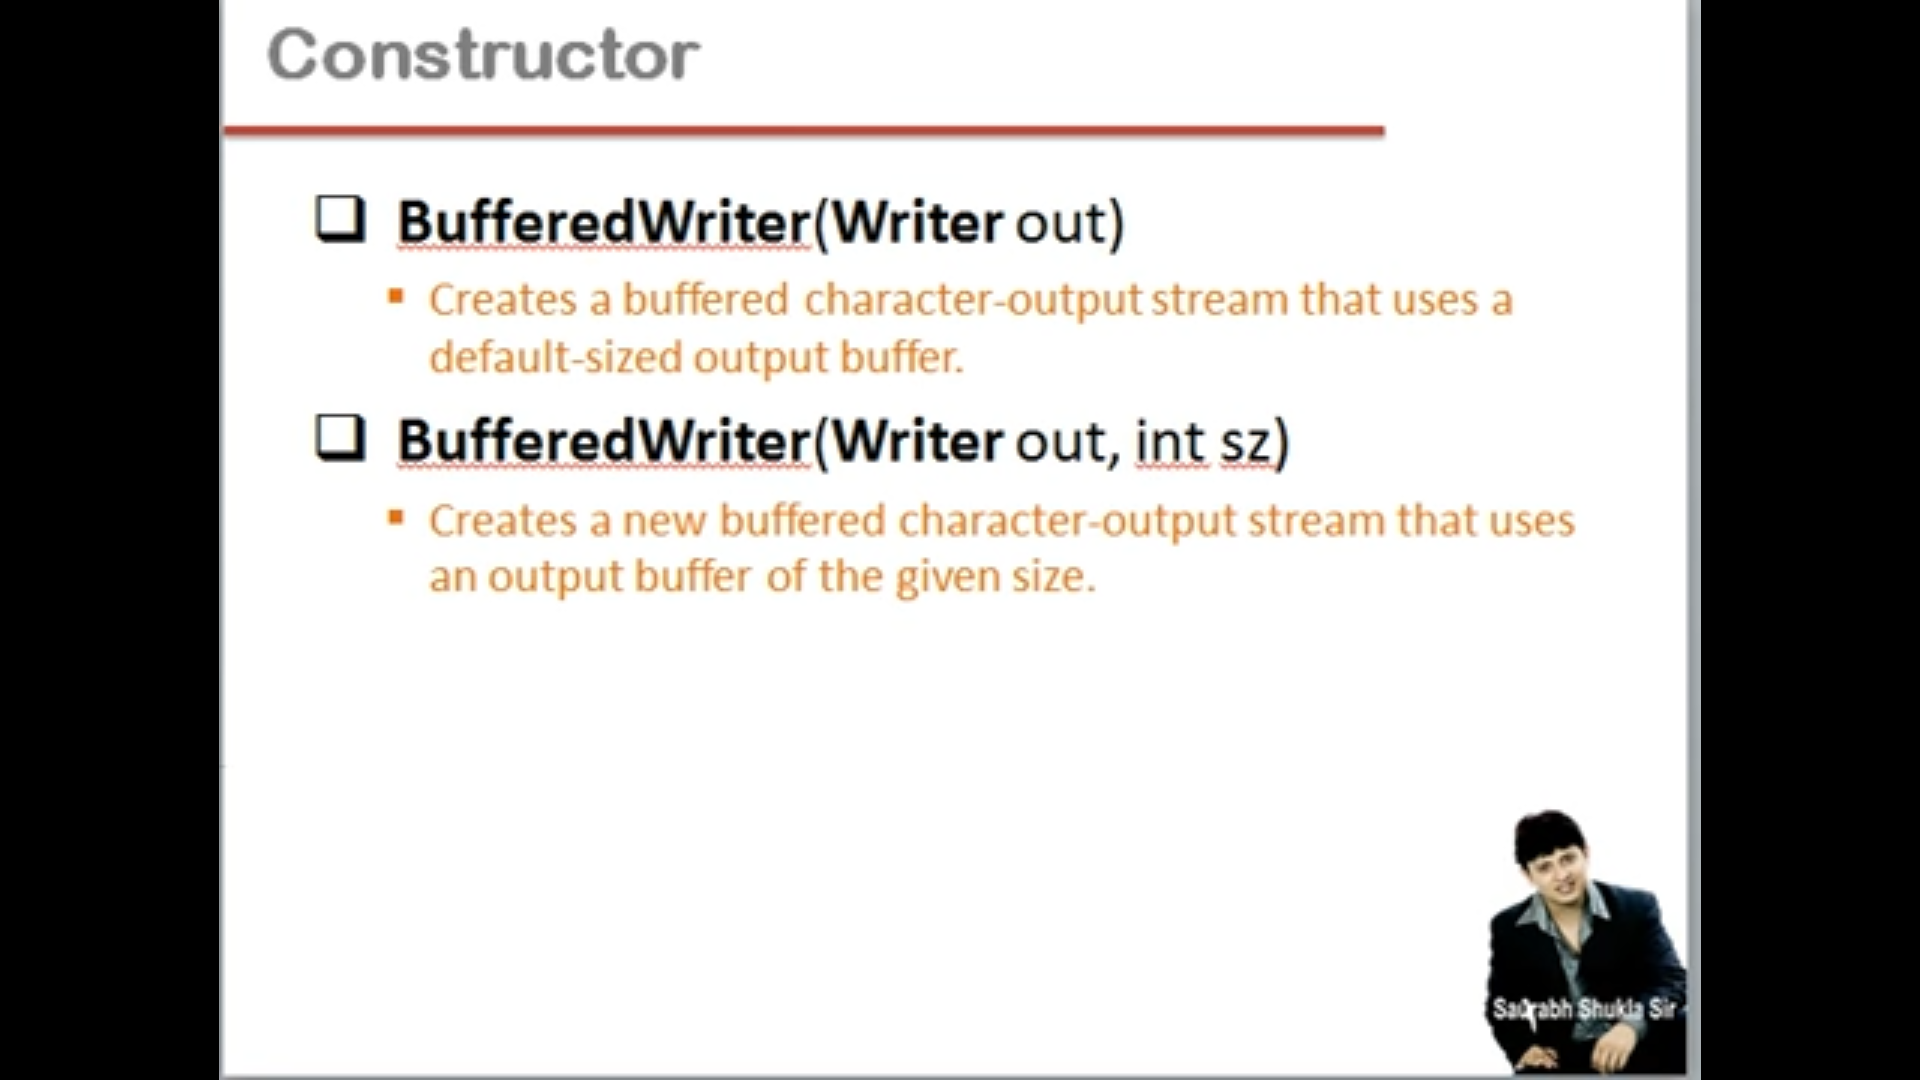 Constructor
BufferedWriter(Writer out)
Creates a buffered character-output stream that uses a
default-sized output buffer.
BufferedWriter(Writer out, int sz)
Creates a new buffered character-output stream that uses
an output buffer of the given size.
Saurabh Shukla Sir